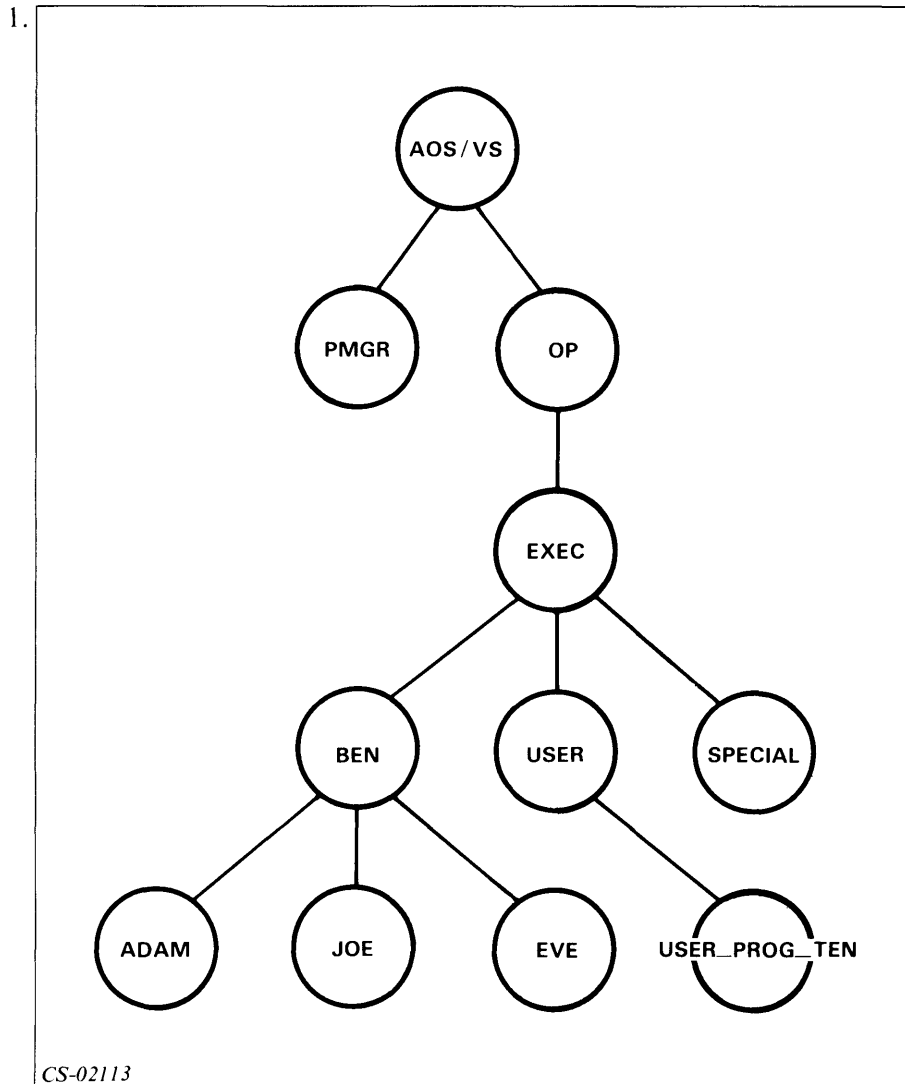 1.
AOS/VS
PMGR
OP
EXEC
BEN
USER
SPECIAL
ADAM
JOE
EVE
USER_PROG_TEN
CS-02113